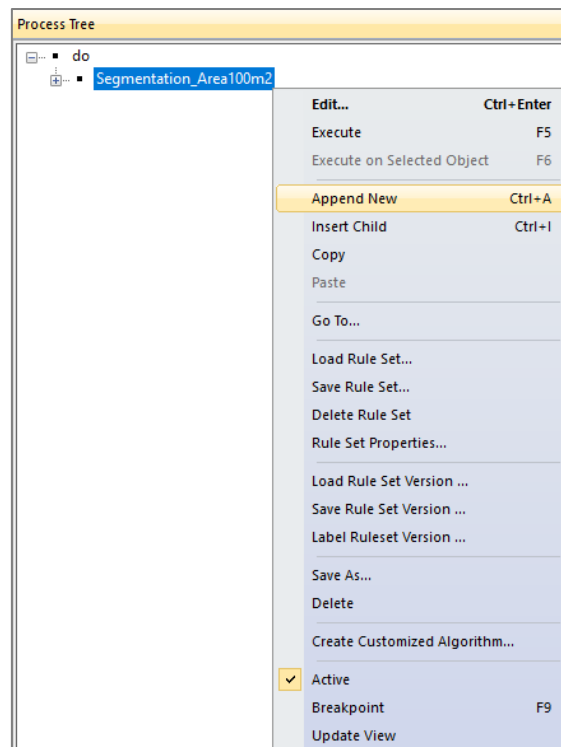 Process Tree
do
Segmentation_Area100m2
Edit... Ctrl+Enter
Execute F5
Execute on Selected Object F6
Append New Ctrl+A
Insert Child Ctrl+I
Copy
Paste
Go To...
Load Rule Set...
Save Rule Set...
Delete Rule Set
Rule Set Properties...
Load Rule Set Version ...
Save Rule Set Version ...
Label Ruleset Version ...
Save As...
Delete
Create Customized Algorithm...
Active
Breakpoint F9
Update View